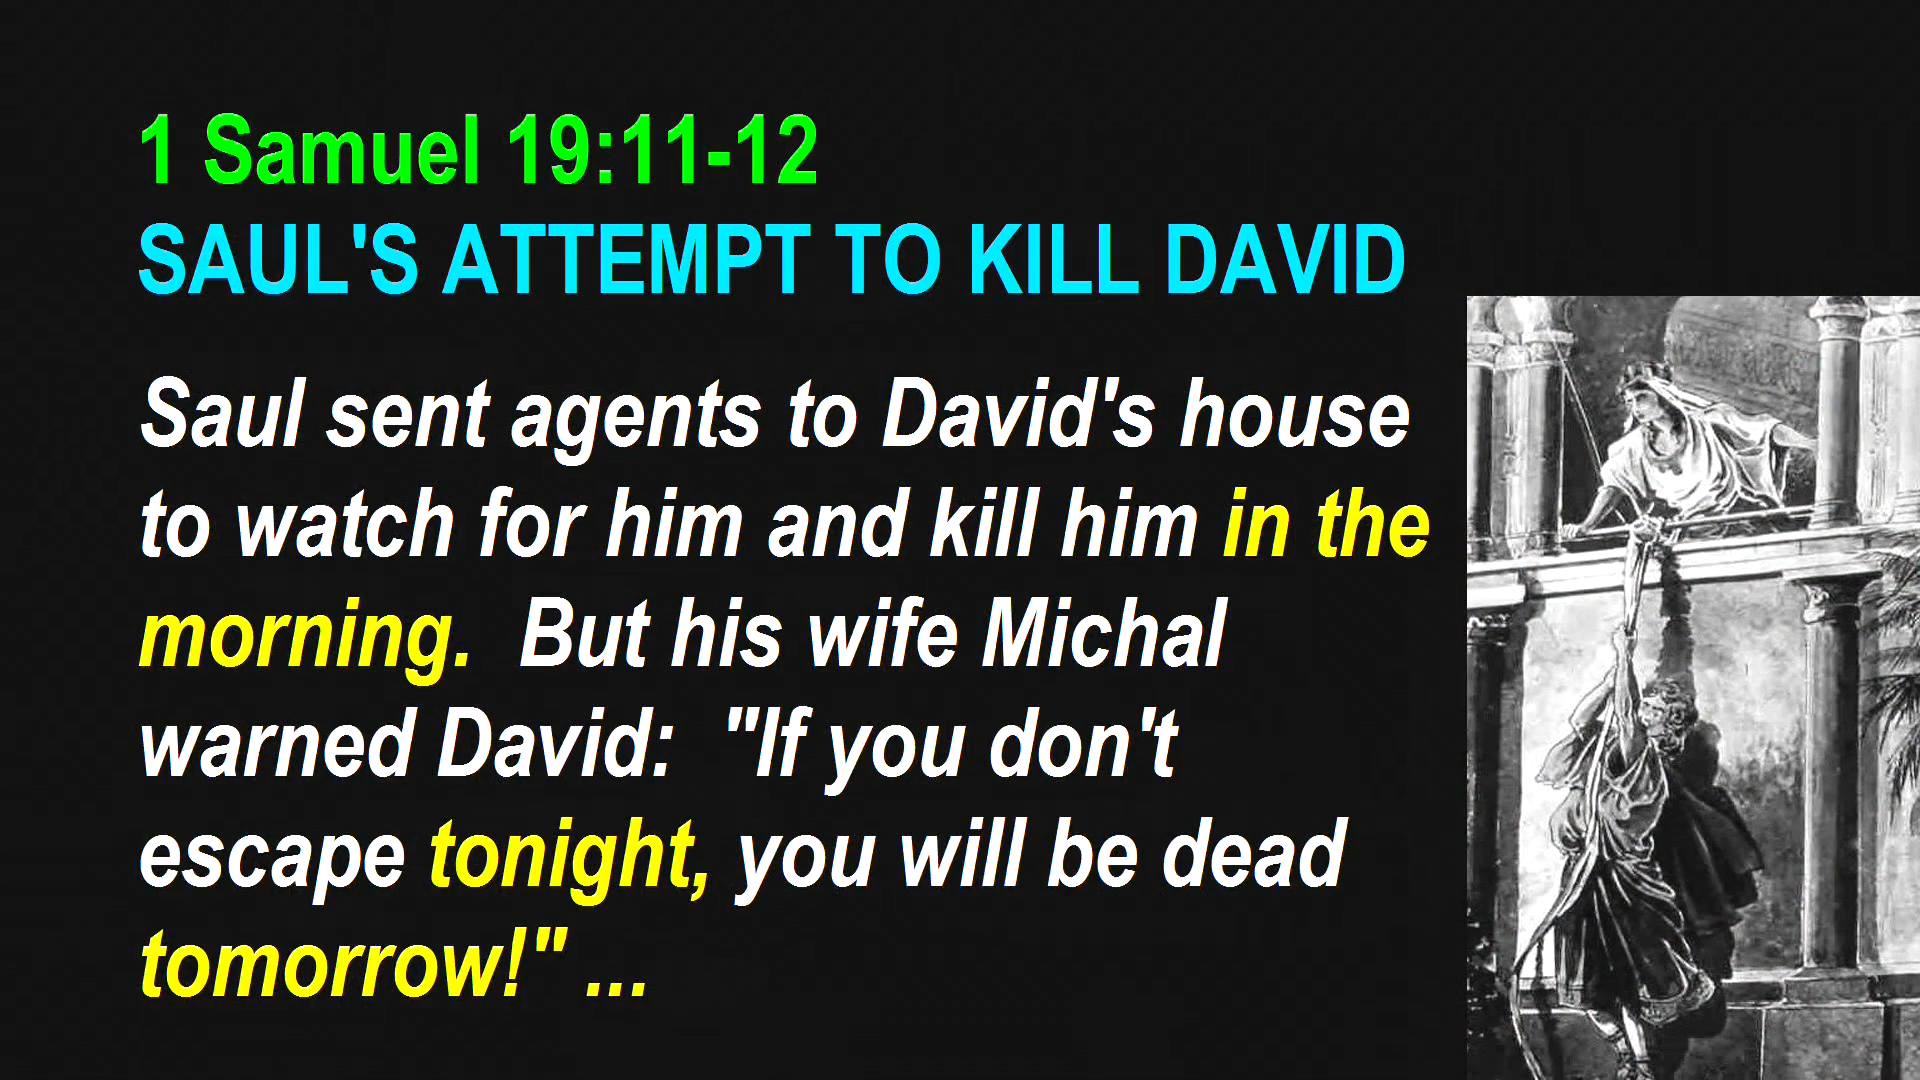 1 Samuel 19:11-12
SAUL'S ATTEMPT TO KILL DAVID
Saul sent agents to David's house
to watch for him and kill him in the
morning.  But his wife Michal
warned David:  "If you don't
escape tonight, you will be dead
tomorrow!" ...